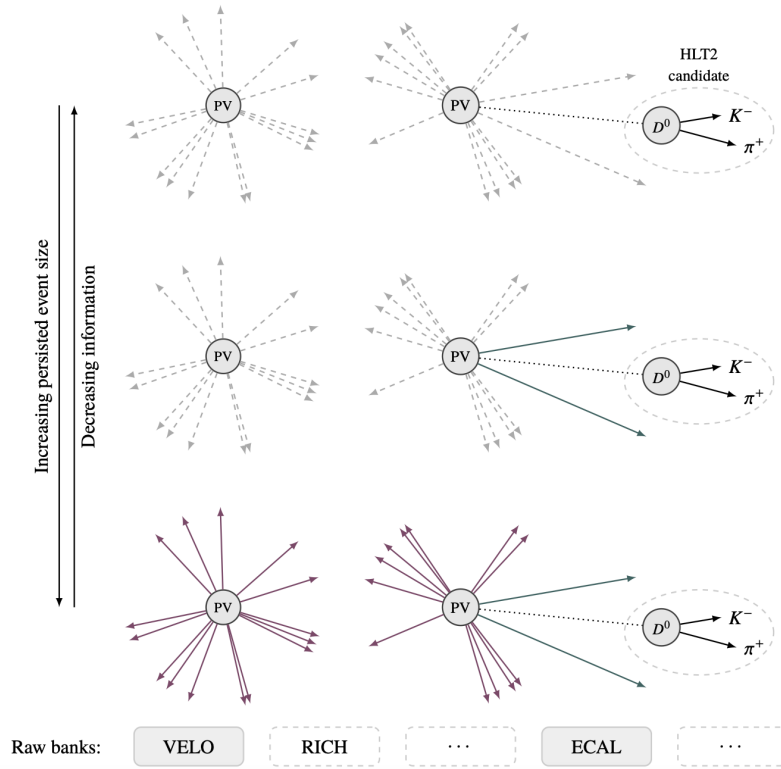 HLT2
candidate
PV
PV
D⁰
K⁻
π⁺
Increasing persisted event size
Decreasing information
PV
PV
D⁰
K⁻
π⁺
PV
PV
D⁰
K⁻
π⁺
Raw banks:
VELO
RICH
···
ECAL
···